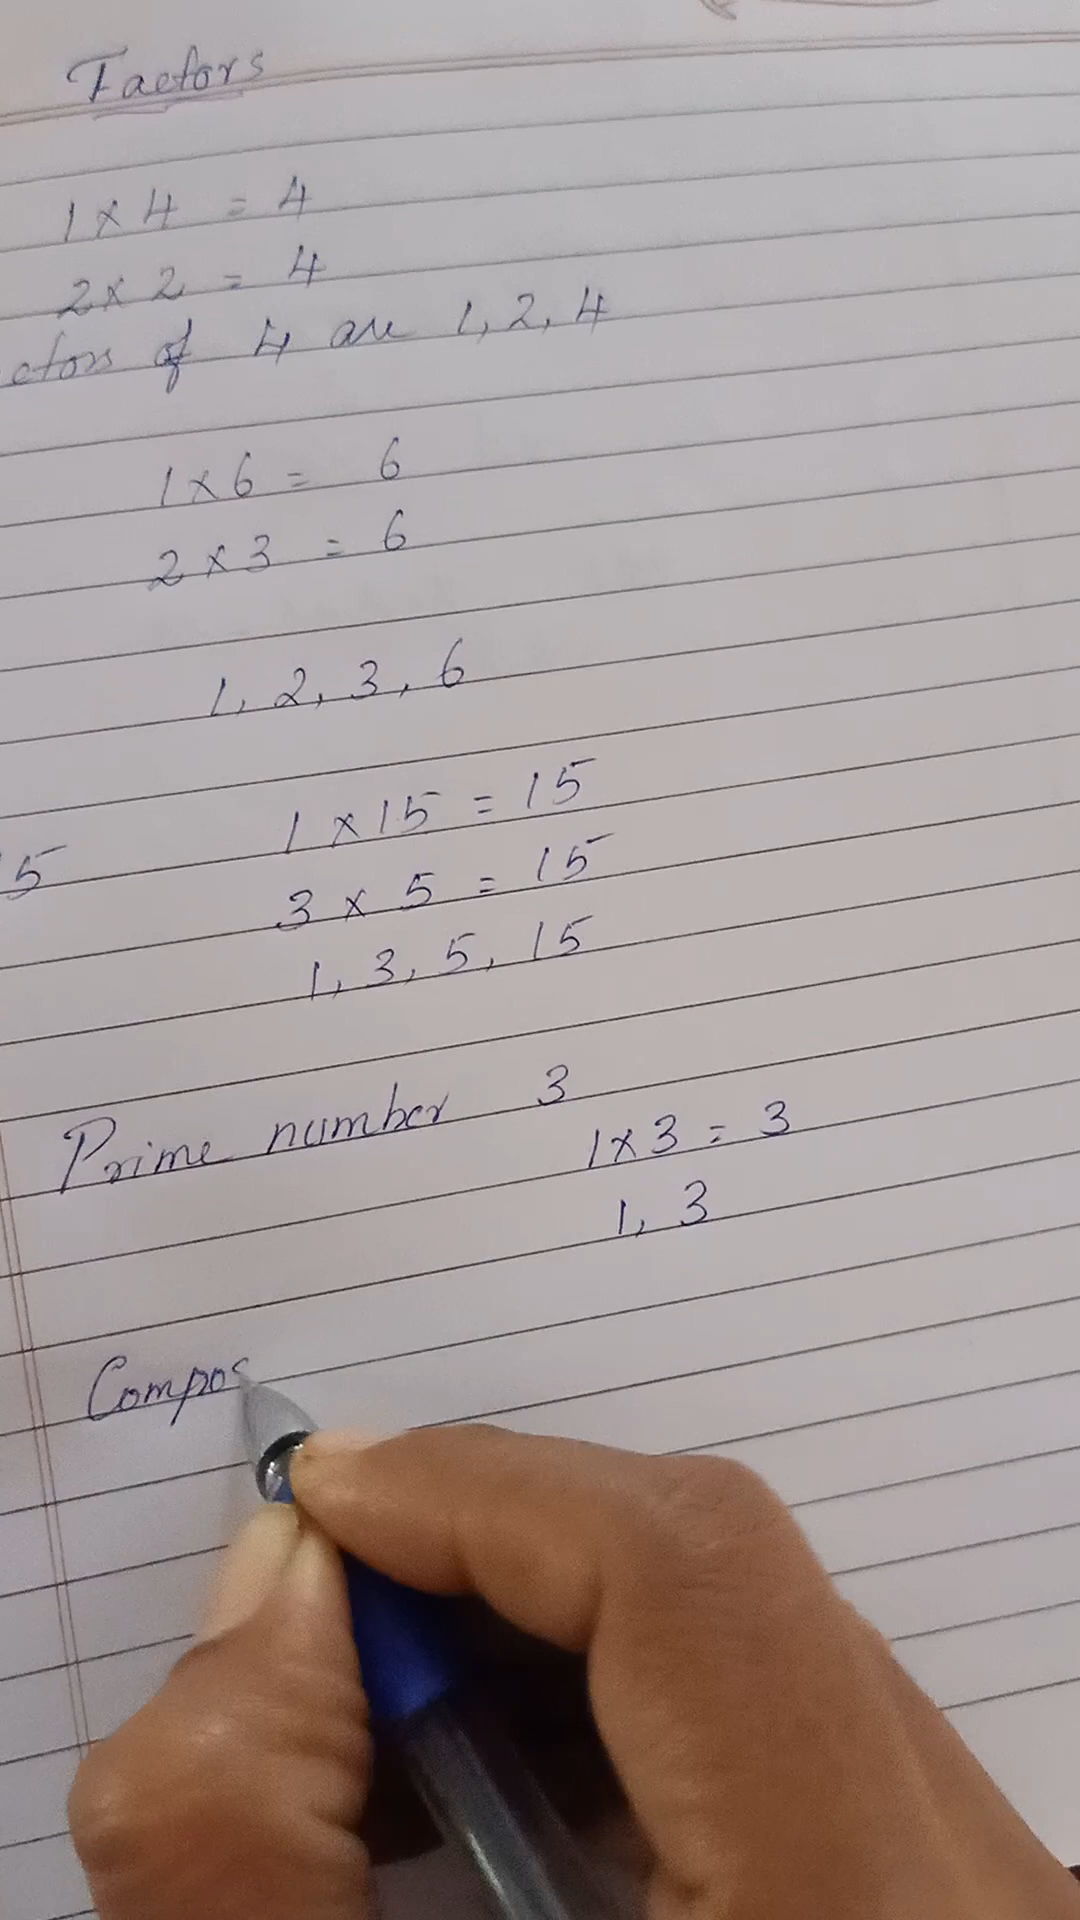 Factors
1 × 4 = 4
2 × 2 = 4
ctors of 4 are 1, 2, 4
1 × 6 = 6
2 × 3 = 6
1, 2, 3, 6
1 × 15 = 15
5
3 × 5 = 15
1, 3, 5, 15
Prime number 3
1 × 3 = 3
1, 3
Compos